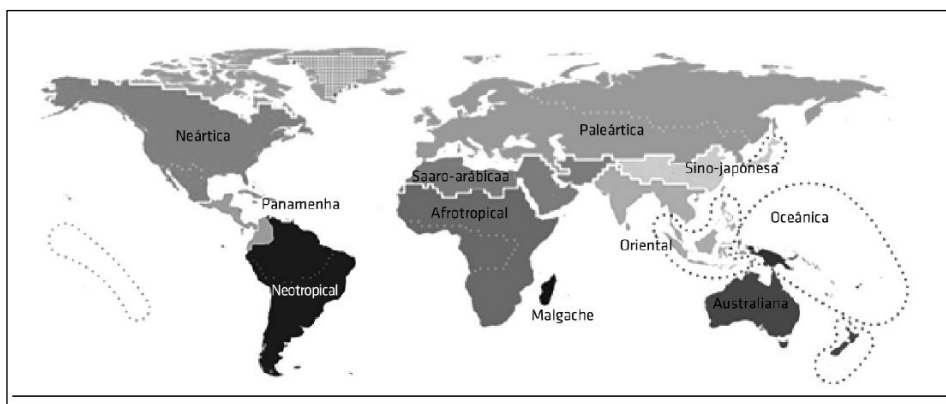 Neártica
Paleártica
Saaro-arábicaa
Sino-japonesa
Panamenha
Afrotropical
Oceânica
Oriental
Neotropical
Malgache
Australiana